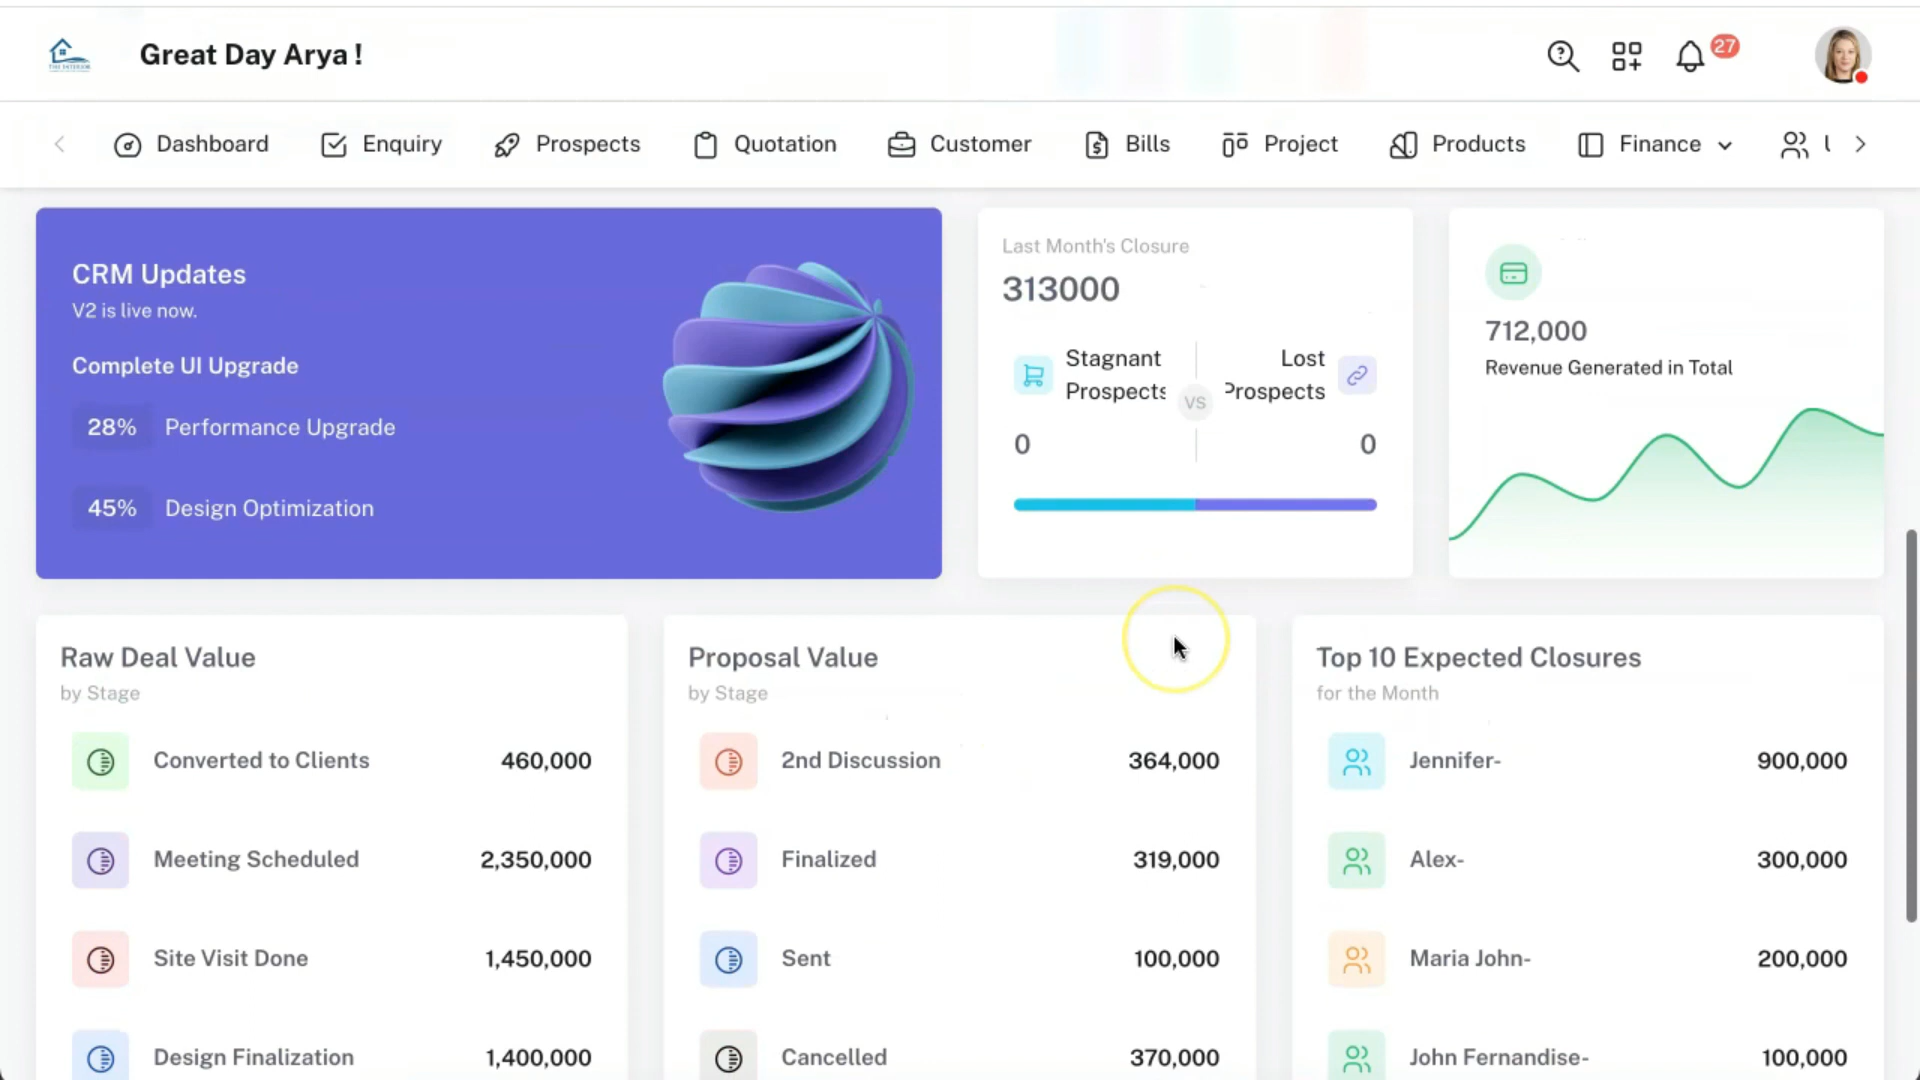 Great Day Arya !
27
Dashboard
Enquiry
Prospects
Quotation
Customer
Bills
Project
Products
Finance
CRM Updates
V2 is live now.
Complete UI Upgrade
28% Performance Upgrade
45% Design Optimization
Last Month's Closure
313000
Stagnant
Prospects
0
VS
Lost
Prospects
0
712,000
Revenue Generated in Total
Raw Deal Value
by Stage
Converted to Clients 460,000
Meeting Scheduled 2,350,000
Site Visit Done 1,450,000
Design Finalization 1,400,000
Proposal Value
by Stage
2nd Discussion 364,000
Finalized 319,000
Sent 100,000
Cancelled 370,000
Top 10 Expected Closures
for the Month
Jennifer- 900,000
Alex- 300,000
Maria John- 200,000
John Fernandise- 100,000